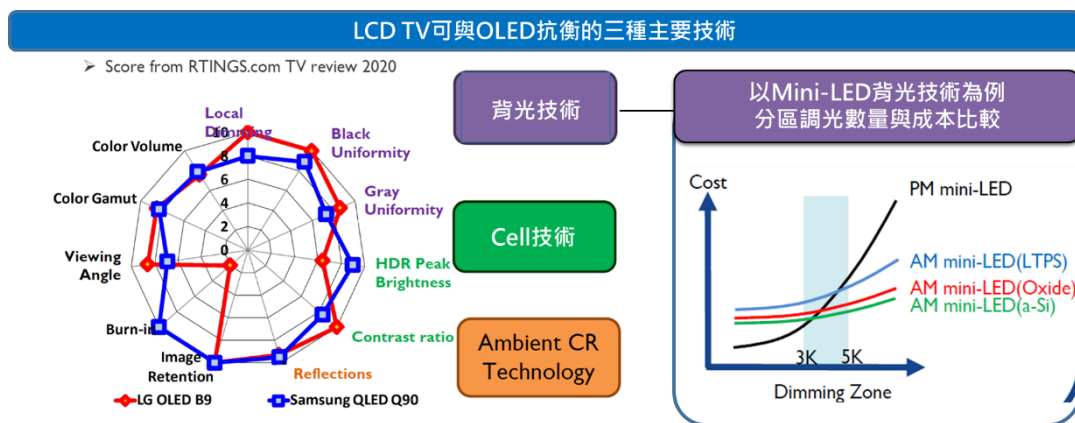 LCD TV可與OLED抗衡的三種主要技術
Score from RTINGS.com TV review 2020
Local
Dimming
Black
Uniformity
Gray
Uniformity
HDR Peak
Brightness
Contrast ratio
Reflections
Image
Retention
Burn-in
Viewing
Angle
Color Gamut
Color Volume
10
8
6
4
2
0
LG OLED B9
Samsung QLED Q90
背光技術
Cell技術
Ambient CR
Technology
以Mini-LED背光技術為例
分區調光數量與成本比較
Cost
PM mini-LED
AM mini-LED(LTPS)
AM mini-LED(Oxide)
AM mini-LED(a-Si)
3K
5K
Dimming Zone